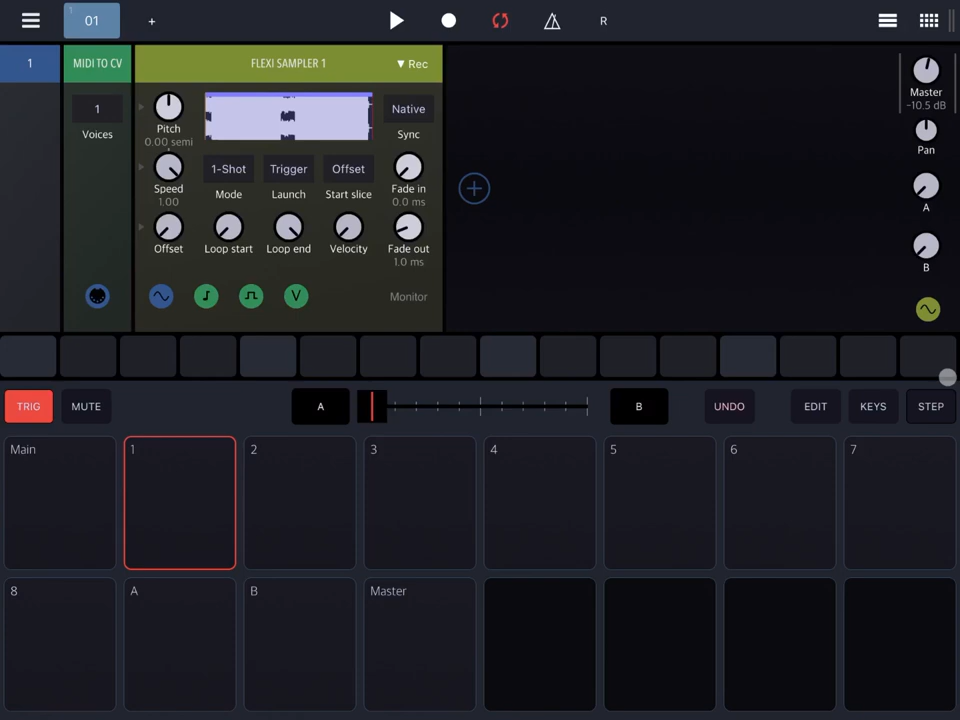 1
01
+
R
1
MIDI TO CV
FLEXI SAMPLER 1
▼ Rec
1
Voices
Pitch
0.00 semi
Native
Sync
Speed
1.00
1-Shot
Mode
Trigger
Launch
Offset
Start slice
Fade in
0.0 ms
Offset
Loop start
Loop end
Velocity
Fade out
1.0 ms
V
Monitor
Master
-10.5 dB
Pan
A
B
TRIG
MUTE
A
B
UNDO
EDIT
KEYS
STEP
Main
1
2
3
4
5
6
7
8
A
B
Master